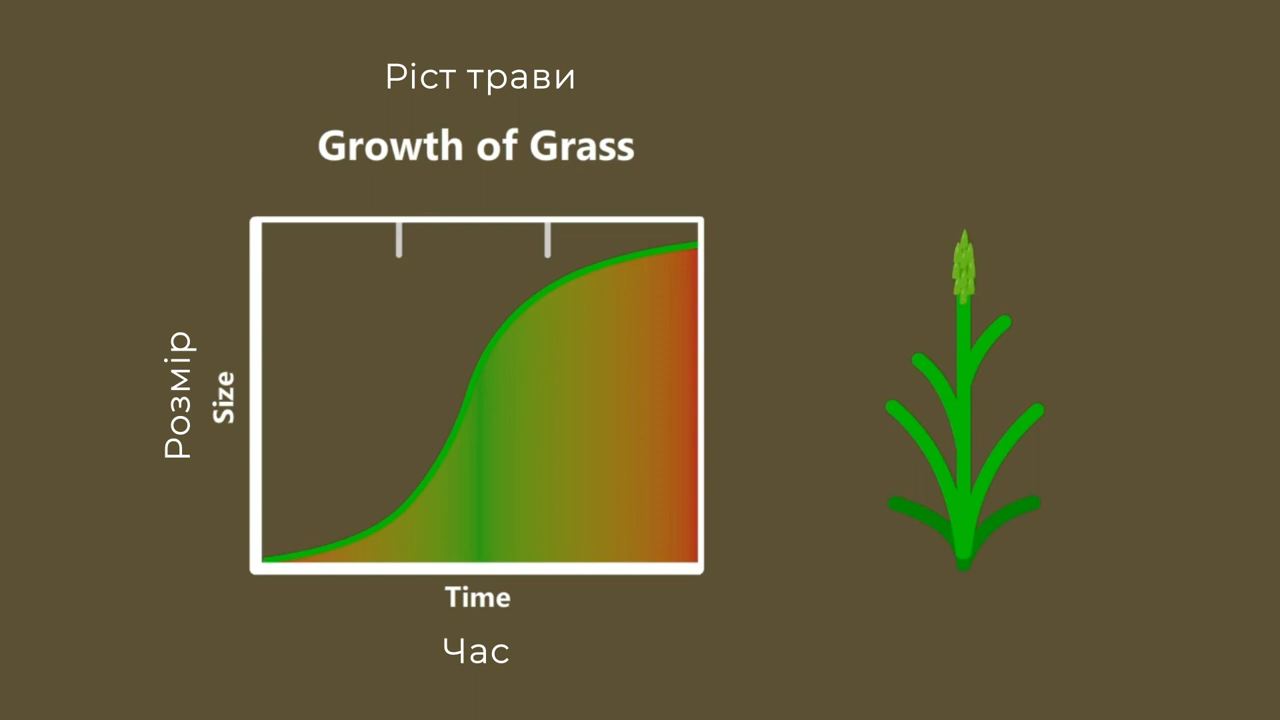 Ріст трави
Growth of Grass
Розмір
Size
Time
Час